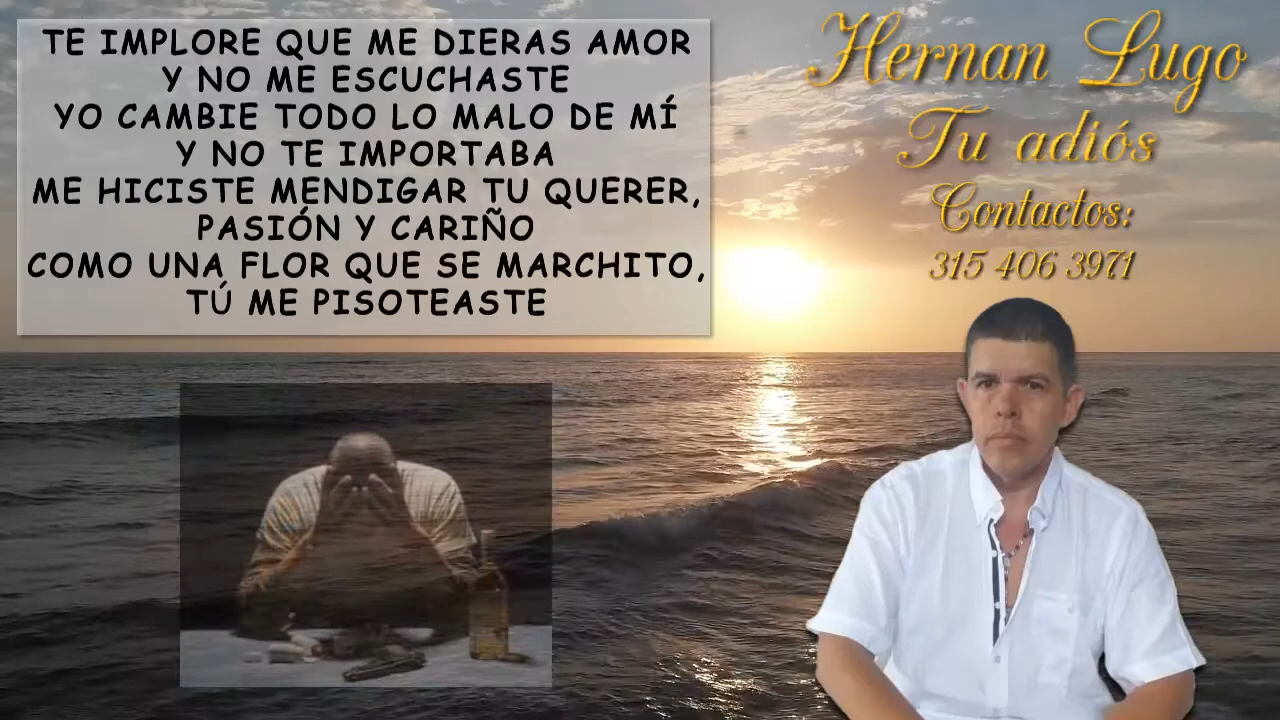 TE IMPLORE QUE ME DIERAS AMOR
Y NO ME ESCUCHASTE
YO CAMBIE TODO LO MALO DE MÍ
Y NO TE IMPORTABA
ME HICISTE MENDIGAR TU QUERER,
PASIÓN Y CARIÑO
COMO UNA FLOR QUE SE MARCHITO,
TÚ ME PISOTEASTE
Hernan Lugo
Tu adiós
Contactos:
315 406 3971